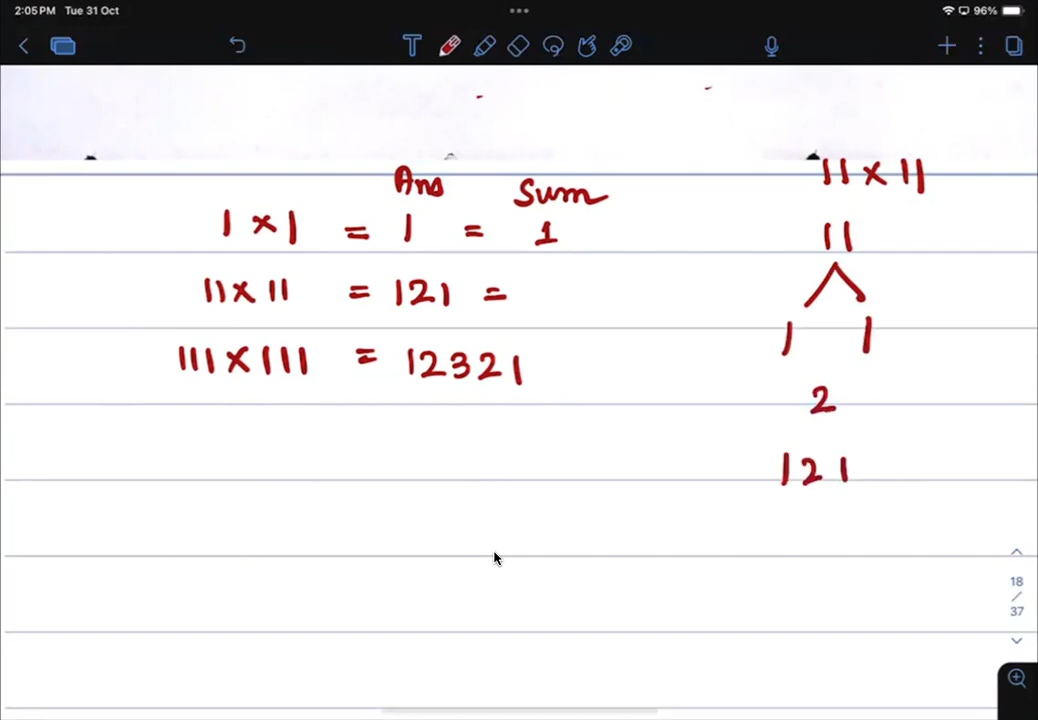 2:05 PM Tue 31 Oct
96%
T
Ans Sum
1 × 1 = 1 = 1
11 × 11 = 121 =
111 × 111 = 12321
11 × 11
11
1 1
2
121
18
/
37